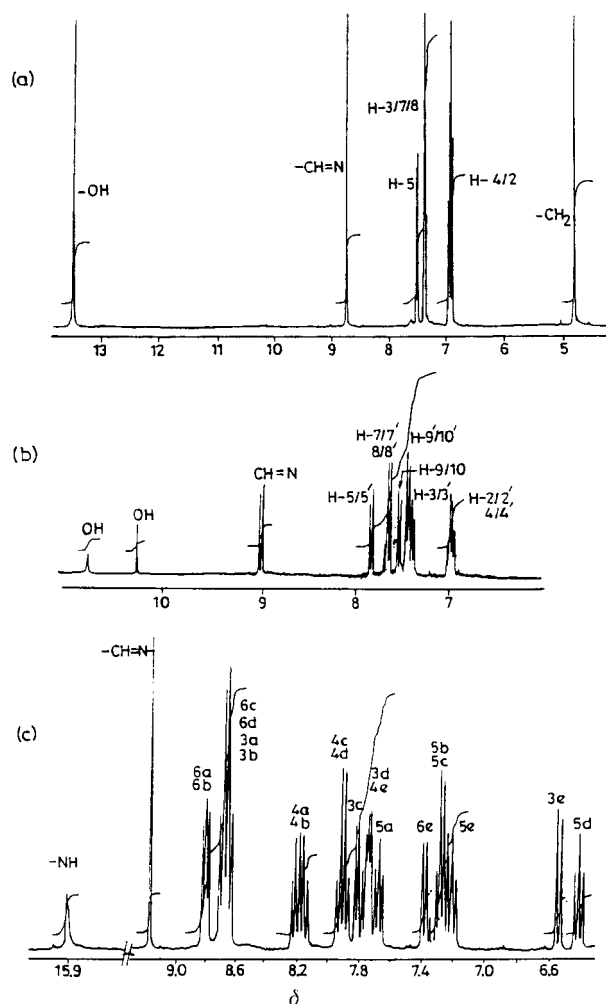 (a)
-OH
-CH=N
H-3/7/8
H-5
H-4/2
-CH2
13 12 11 10 9 8 7 6 5
(b)
OH
OH
CH=N
H-5/5'
H-7/7'
8/8'
H-9'/10'
H-9/10
H-3/3'
H-2/2'
4/4'
10 9 8 7
(c)
-NH
-CH=N-
6a
6b
6c
6d
3a
3b
4a
4b
4c
4d
3c
3d
4e
5a
6e
5b
5c
5e
3e
5d
15.9 9.0 8.6 8.2 7.8 7.4 7.0 6.6
δ